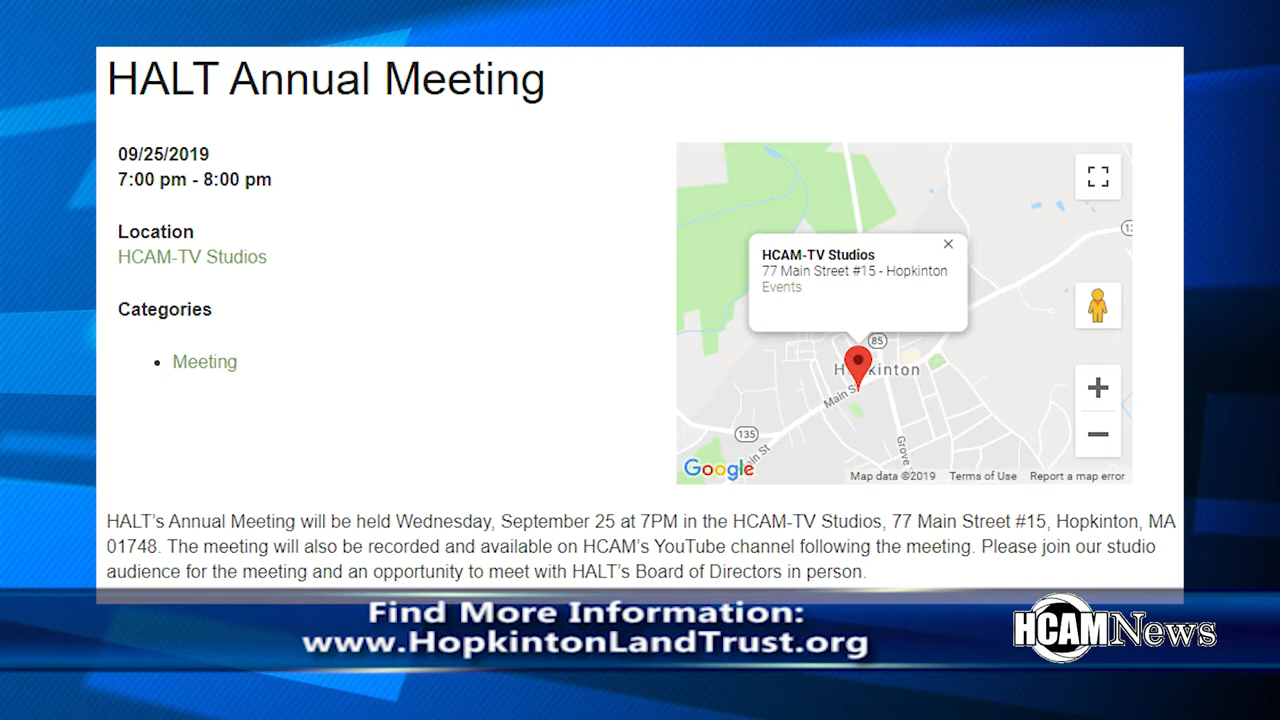 HALT Annual Meeting
09/25/2019
7:00 pm - 8:00 pm
Location
HCAM-TV Studios
Categories
• Meeting
HCAM-TV Studios
77 Main Street #15 - Hopkinton
Events
85
Hopkinton
Main St
135
Main St
Grove
13
Google
Map data ©2019 Terms of Use Report a map error
HALT's Annual Meeting will be held Wednesday, September 25 at 7PM in the HCAM-TV Studios, 77 Main Street #15, Hopkinton, MA
01748. The meeting will also be recorded and available on HCAM's YouTube channel following the meeting. Please join our studio
audience for the meeting and an opportunity to meet with HALT's Board of Directors in person.
Find More Information:
www.HopkintonLandTrust.org
HCAMNews